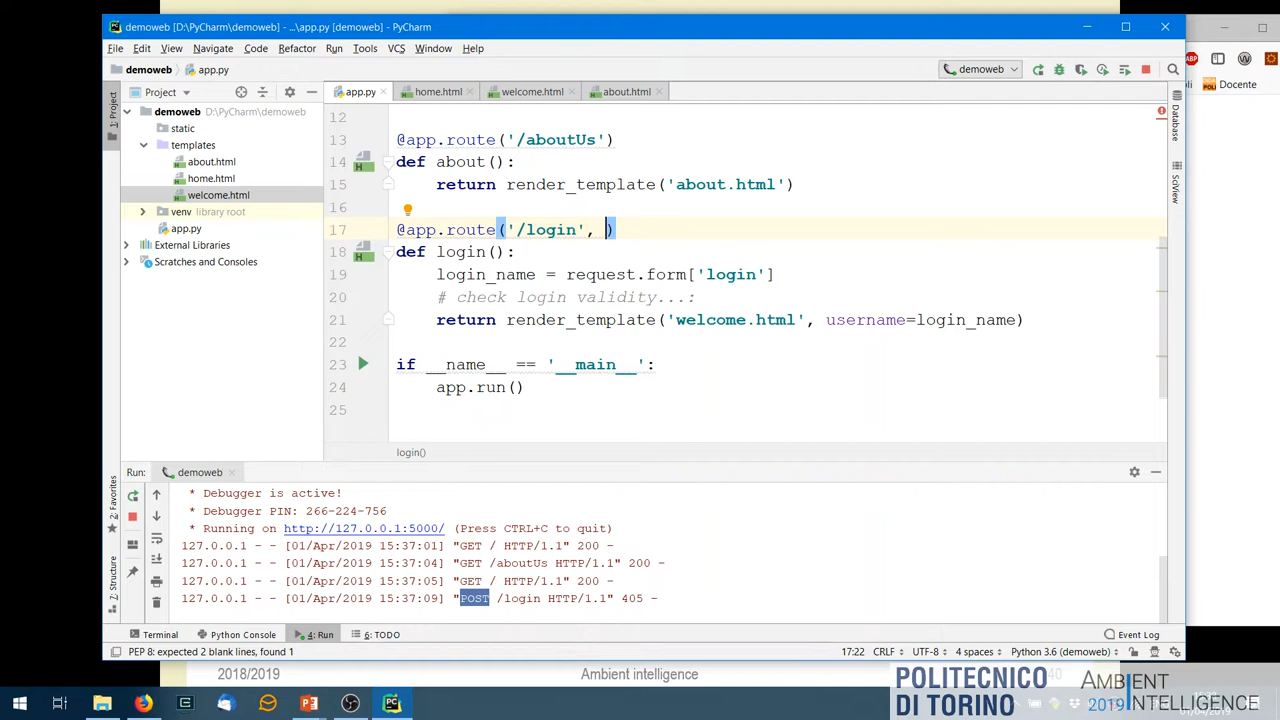 demoweb [D:\PyCharm\demoweb] - ...\app.py [demoweb] - PyCharm
File Edit View Navigate Code Refactor Run Tools VCS Window Help
demoweb app.py
demoweb
ABP
Docente
Project
app.py home.html welcome.html about.html
1: Project
demoweb D:\PyCharm\demoweb
static
templates
about.html
home.html
welcome.html
venv library root
app.py
External Libraries
Scratches and Consoles
12
13 @app.route('/aboutUs')
14 def about():
15 return render_template('about.html')
16
17 @app.route('/login', )
18 def login():
19 login_name = request.form['login']
20 # check login validity...:
21 return render_template('welcome.html', username=login_name)
22
23 if __name__ == '__main__':
24 app.run()
25
login()
Database
SciView
2: Favorites
7: Structure
Run: demoweb
* Debugger is active!
* Debugger PIN: 266-224-756
* Running on http://127.0.0.1:5000/ (Press CTRL+C to quit)
127.0.0.1 - - [01/Apr/2019 15:37:01] "GET / HTTP/1.1" 200 -
127.0.0.1 - - [01/Apr/2019 15:37:04] "GET /aboutUs HTTP/1.1" 200 -
127.0.0.1 - - [01/Apr/2019 15:37:05] "GET / HTTP/1.1" 200 -
127.0.0.1 - - [01/Apr/2019 15:37:09] "POST /login HTTP/1.1" 405 -
Terminal Python Console 4: Run 6: TODO Event Log
PEP 8: expected 2 blank lines, found 1 17:22 CRLF UTF-8 4 spaces Python 3.6 (demoweb)
2018/2019 Ambient intelligence 40
POLITECNICO
DI TORINO
AMBIENT
2019 INTELLIGENCE